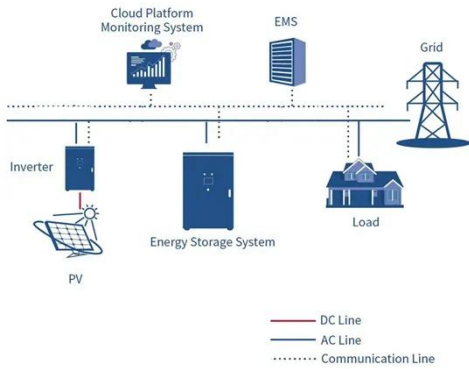 Cloud Platform
Monitoring System
EMS
Grid
Inverter
Energy Storage System
Load
PV
DC Line
AC Line
Communication Line